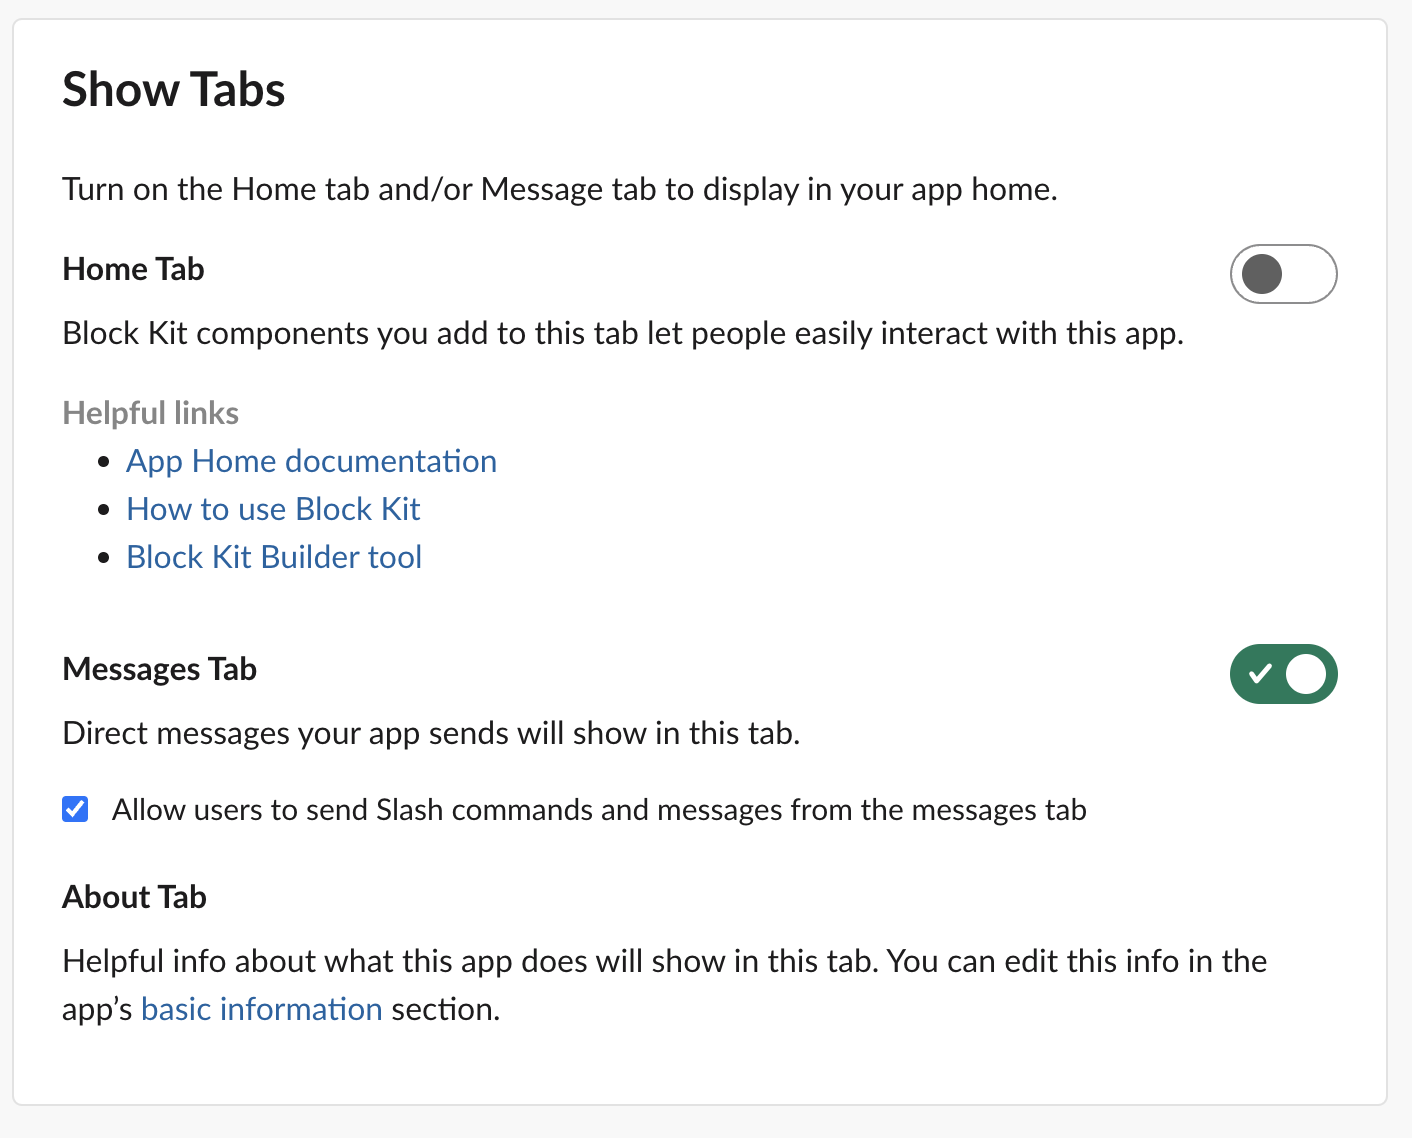 Show Tabs
Turn on the Home tab and/or Message tab to display in your app home.
Home Tab
Block Kit components you add to this tab let people easily interact with this app.
Helpful links
App Home documentation
How to use Block Kit
Block Kit Builder tool
Messages Tab
Direct messages your app sends will show in this tab.
Allow users to send Slash commands and messages from the messages tab
About Tab
Helpful info about what this app does will show in this tab. You can edit this info in the
app’s basic information section.